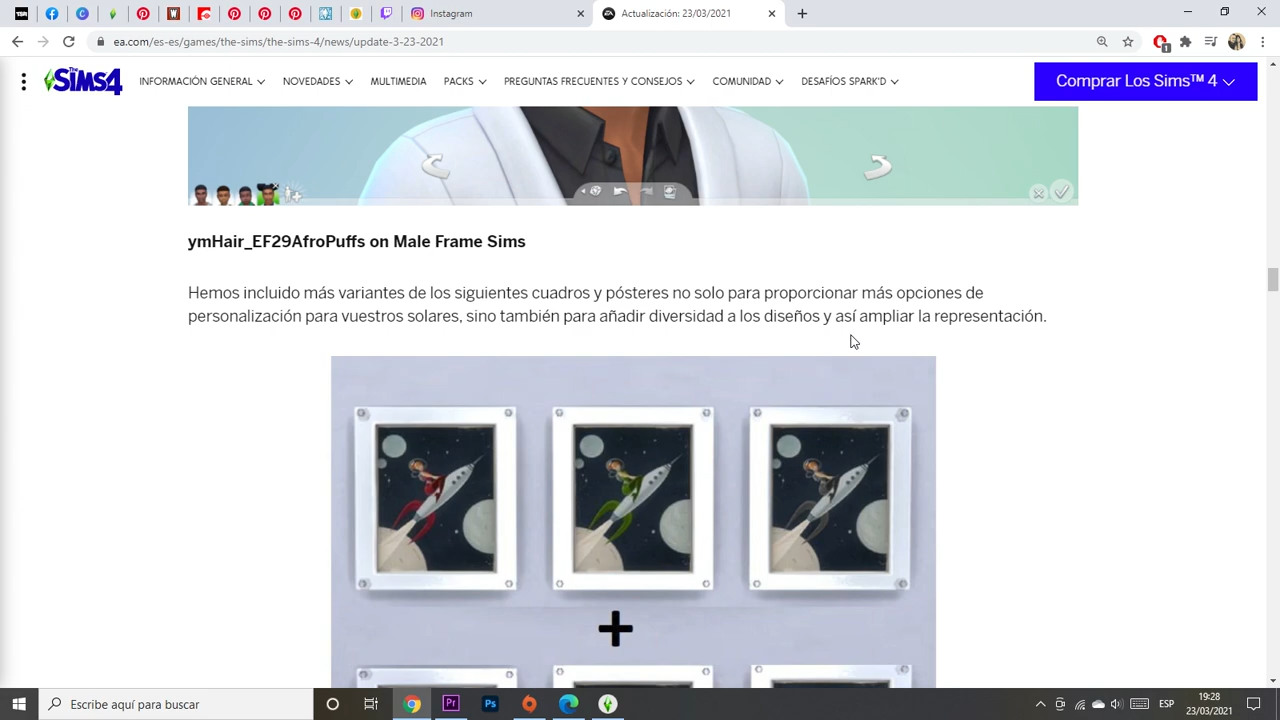 Instagram
Actualización: 23/03/2021
ea.com/es-es/games/the-sims/the-sims-4/news/update-3-23-2021
The SiMS4
INFORMACIÓN GENERAL
NOVEDADES
MULTIMEDIA
PACKS
PREGUNTAS FRECUENTES Y CONSEJOS
COMUNIDAD
DESAFÍOS SPARK'D
Comprar Los Sims™ 4
ymHair_EF29AfroPuffs on Male Frame Sims
Hemos incluido más variantes de los siguientes cuadros y pósteres no solo para proporcionar más opciones de
personalización para vuestros solares, sino también para añadir diversidad a los diseños y así ampliar la representación.
Escribe aquí para buscar
Pr
Ps
ESP
19:28
23/03/2021